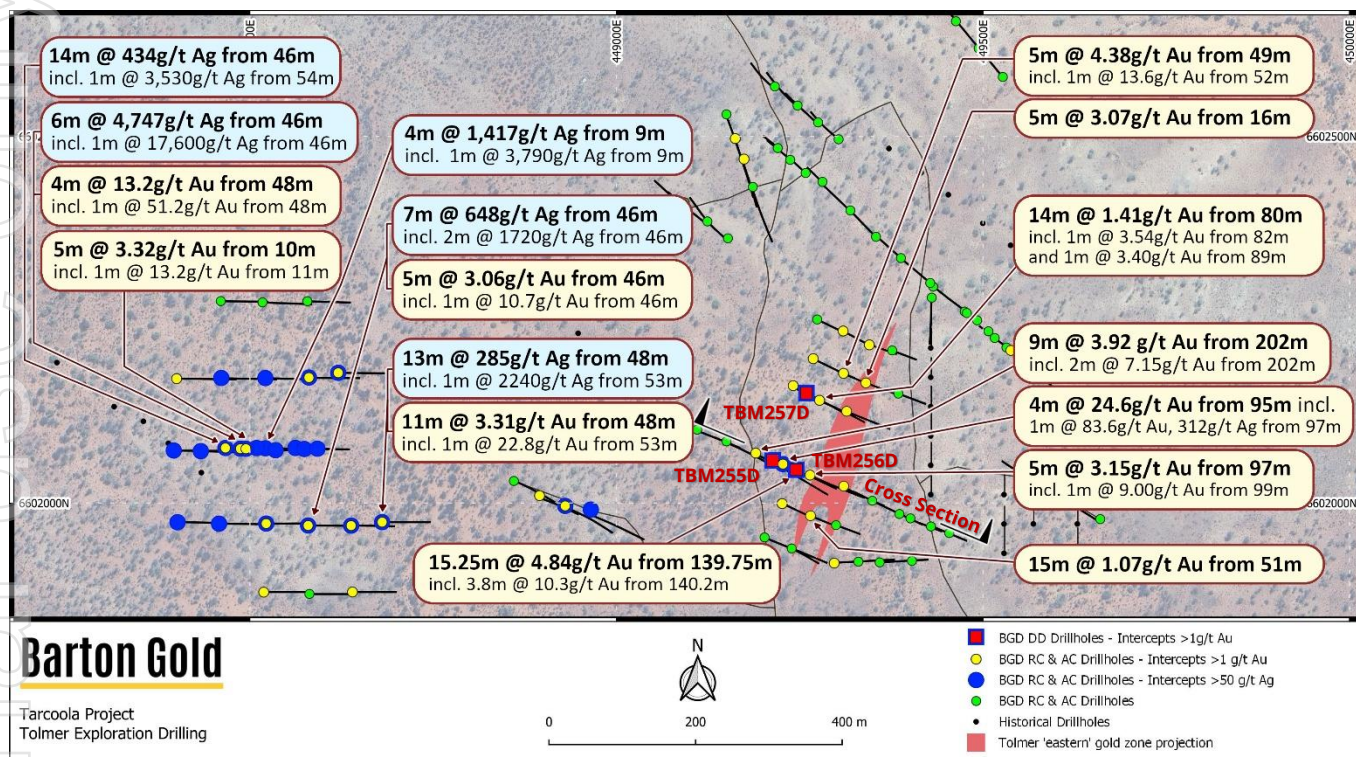 14m @ 434g/t Ag from 46m
incl. 1m @ 3,530g/t Ag from 54m
6m @ 4,747g/t Ag from 46m
incl. 1m @ 17,600g/t Ag from 46m
4m @ 13.2g/t Au from 48m
incl. 1m @ 51.2g/t Au from 48m
5m @ 3.32g/t Au from 10m
incl. 1m @ 13.2g/t Au from 11m
4m @ 1,417g/t Ag from 9m
incl. 1m @ 3,790g/t Ag from 9m
7m @ 648g/t Ag from 46m
incl. 2m @ 1720g/t Ag from 46m
5m @ 3.06g/t Au from 46m
incl. 1m @ 10.7g/t Au from 46m
13m @ 285g/t Ag from 48m
incl. 1m @ 2240g/t Ag from 53m
11m @ 3.31g/t Au from 48m
incl. 1m @ 22.8g/t Au from 53m
15.25m @ 4.84g/t Au from 139.75m
incl. 3.8m @ 10.3g/t Au from 140.2m
5m @ 4.38g/t Au from 49m
incl. 1m @ 13.6g/t Au from 52m
5m @ 3.07g/t Au from 16m
14m @ 1.41g/t Au from 80m
incl. 1m @ 3.54g/t Au from 82m
and 1m @ 3.40g/t Au from 89m
9m @ 3.92 g/t Au from 202m
incl. 2m @ 7.15g/t Au from 202m
4m @ 24.6g/t Au from 95m incl.
1m @ 83.6g/t Au, 312g/t Ag from 97m
5m @ 3.15g/t Au from 97m
incl. 1m @ 9.00g/t Au from 99m
15m @ 1.07g/t Au from 51m
449000E
449500E
450000E
6602500N
6602000N
6602000N
TBM257D
TBM255D
TBM256D
Cross Section
Barton Gold
Tarcoola Project
Tolmer Exploration Drilling
N
0 200 400 m
BGD DD Drillholes - Intercepts >1g/t Au
BGD RC & AC Drillholes - Intercepts >1 g/t Au
BGD RC & AC Drillholes - Intercepts >50 g/t Ag
BGD RC & AC Drillholes
Historical Drillholes
Tolmer 'eastern' gold zone projection